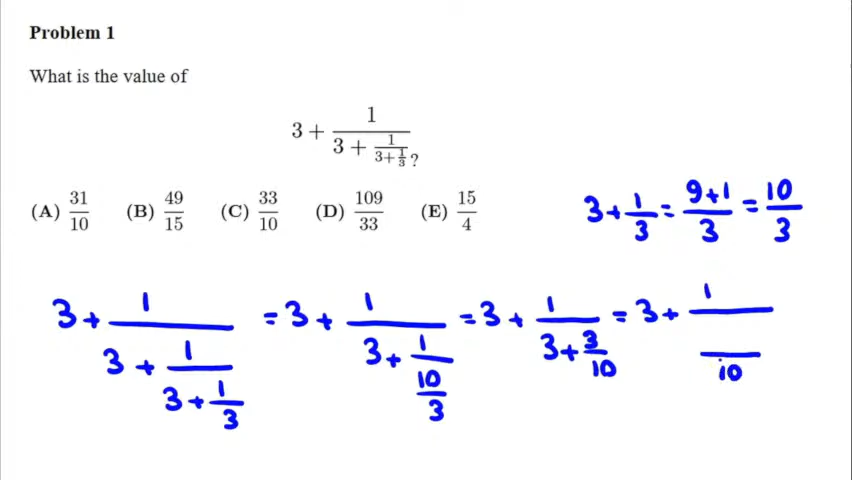 Problem 1
What is the value of
3 + 1/(3 + 1/(3 + 1/3))?
(A) 31/10 (B) 49/15 (C) 33/10 (D) 109/33 (E) 15/4
3 + 1/3 = (9+1)/3 = 10/3
3 + 1/(3 + 1/(3 + 1/3)) = 3 + 1/(3 + 1/(10/3)) = 3 + 1/(3 + 3/10) = 3 + 1/( /10)